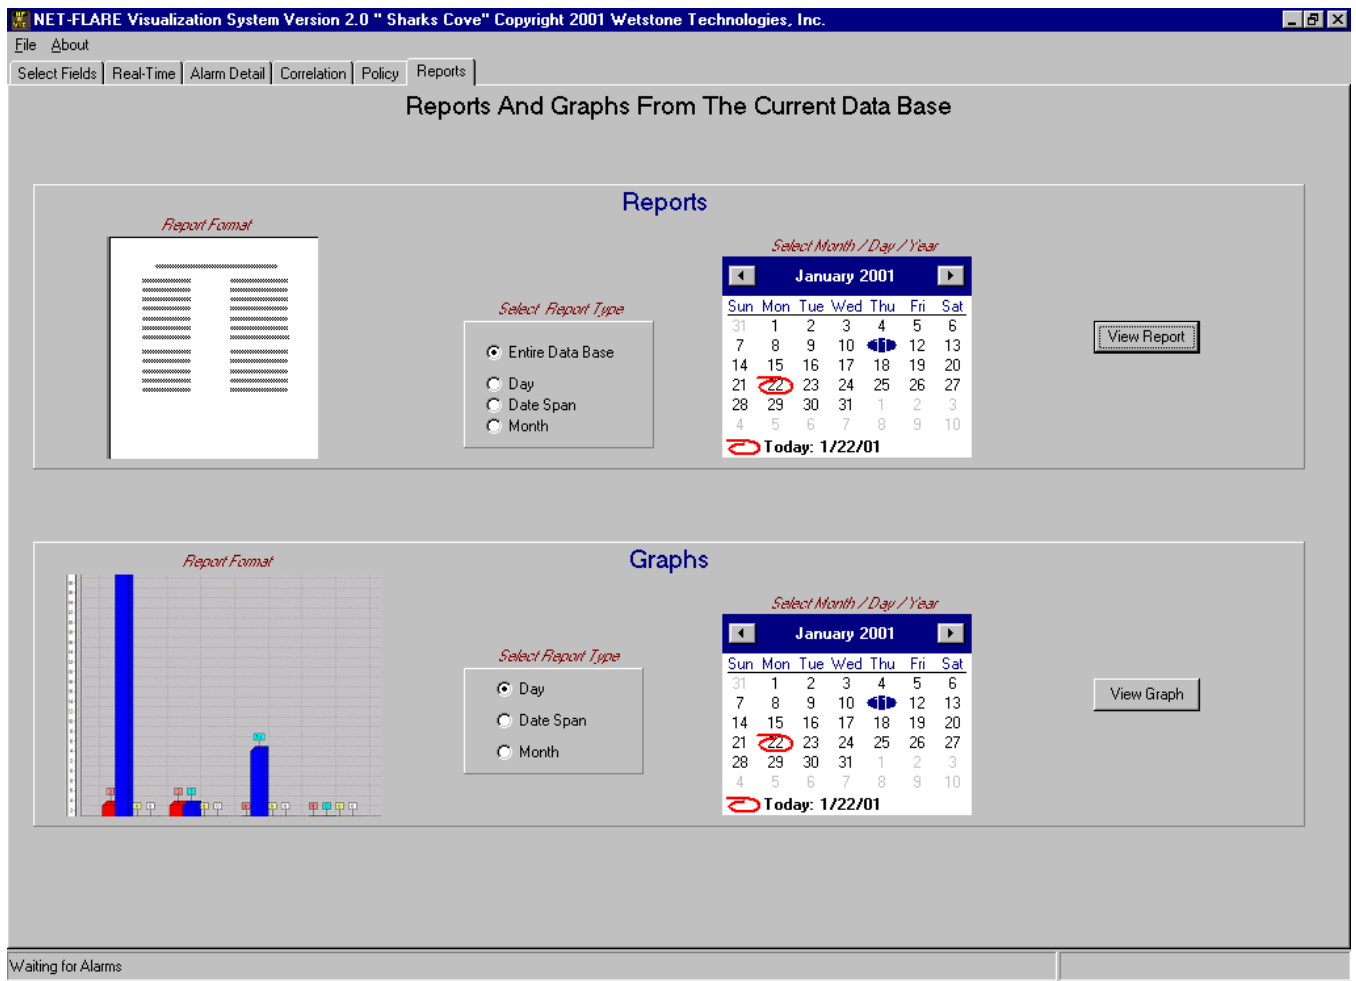 NET-FLARE Visualization System Version 2.0 " Sharks Cove" Copyright 2001 Wetstone Technologies, Inc.
File About
Select Fields Real-Time Alarm Detail Correlation Policy Reports
Reports And Graphs From The Current Data Base
Reports
Report Format
Select Report Type
Entire Data Base
Day
Date Span
Month
Select Month / Day / Year
January 2001
Sun Mon Tue Wed Thu Fri Sat
31 1 2 3 4 5 6
7 8 9 10 12 13
14 15 16 17 18 19 20
21 22 23 24 25 26 27
28 29 30 31 1 2 3
4 5 6 7 8 9 10
Today: 1/22/01
View Report
Graphs
Report Format
Select Report Type
Day
Date Span
Month
Select Month / Day / Year
January 2001
Sun Mon Tue Wed Thu Fri Sat
31 1 2 3 4 5 6
7 8 9 10 12 13
14 15 16 17 18 19 20
21 22 23 24 25 26 27
28 29 30 31 1 2 3
4 5 6 7 8 9 10
Today: 1/22/01
View Graph
Waiting for Alarms